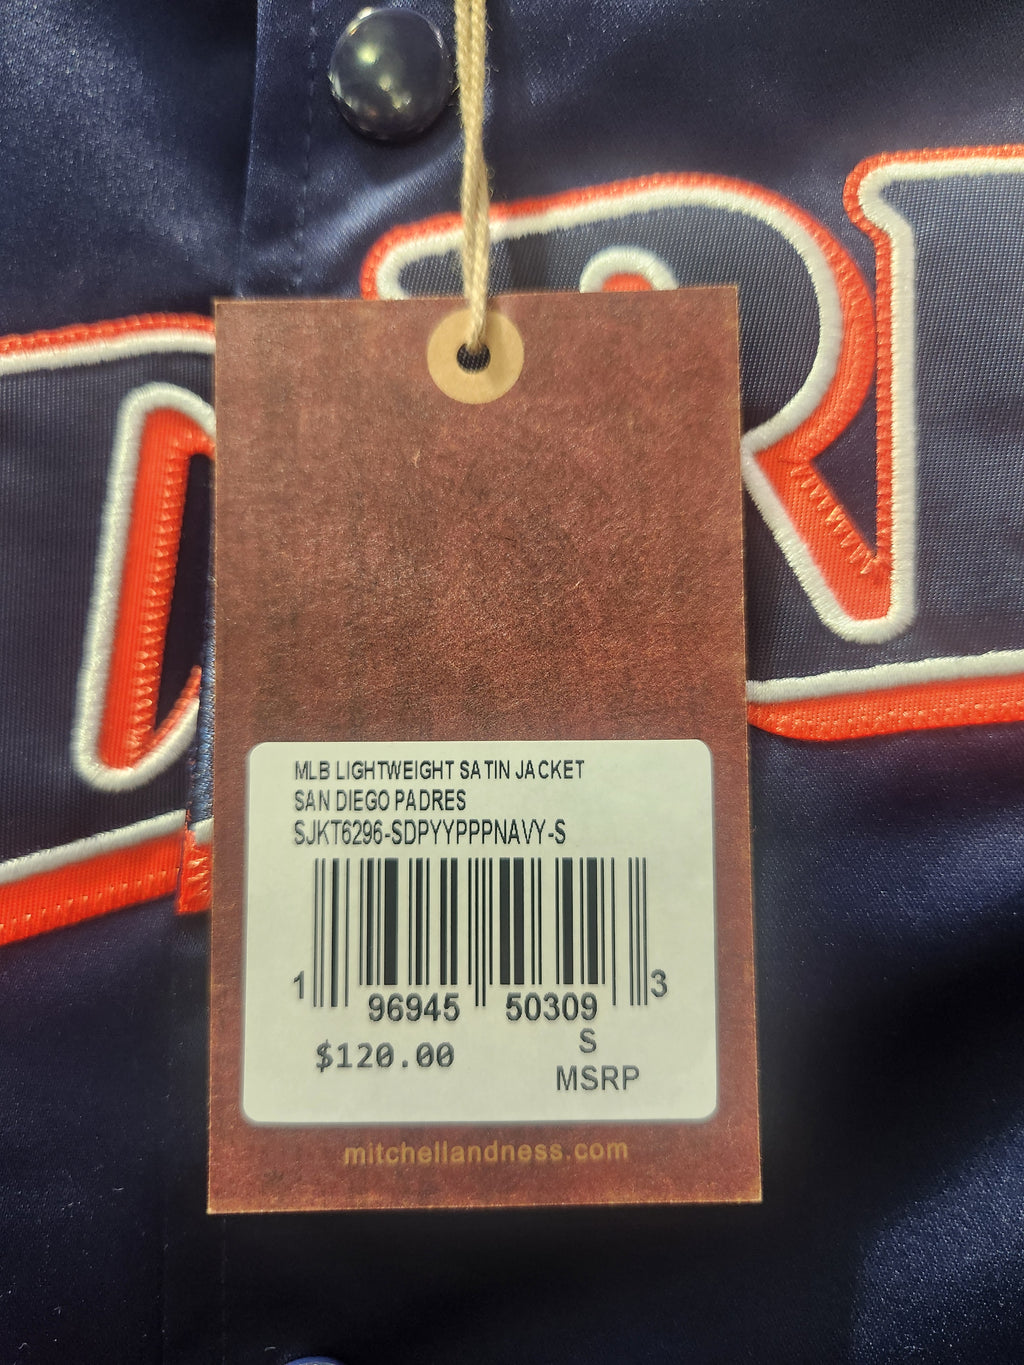 MLB LIGHTWEIGHT SATIN JACKET
SAN DIEGO PADRES
SJKT6296-SDPYYPPPNAVY-S
1 96945 50309 3
$120.00 S
MSRP
mitchellandness.com